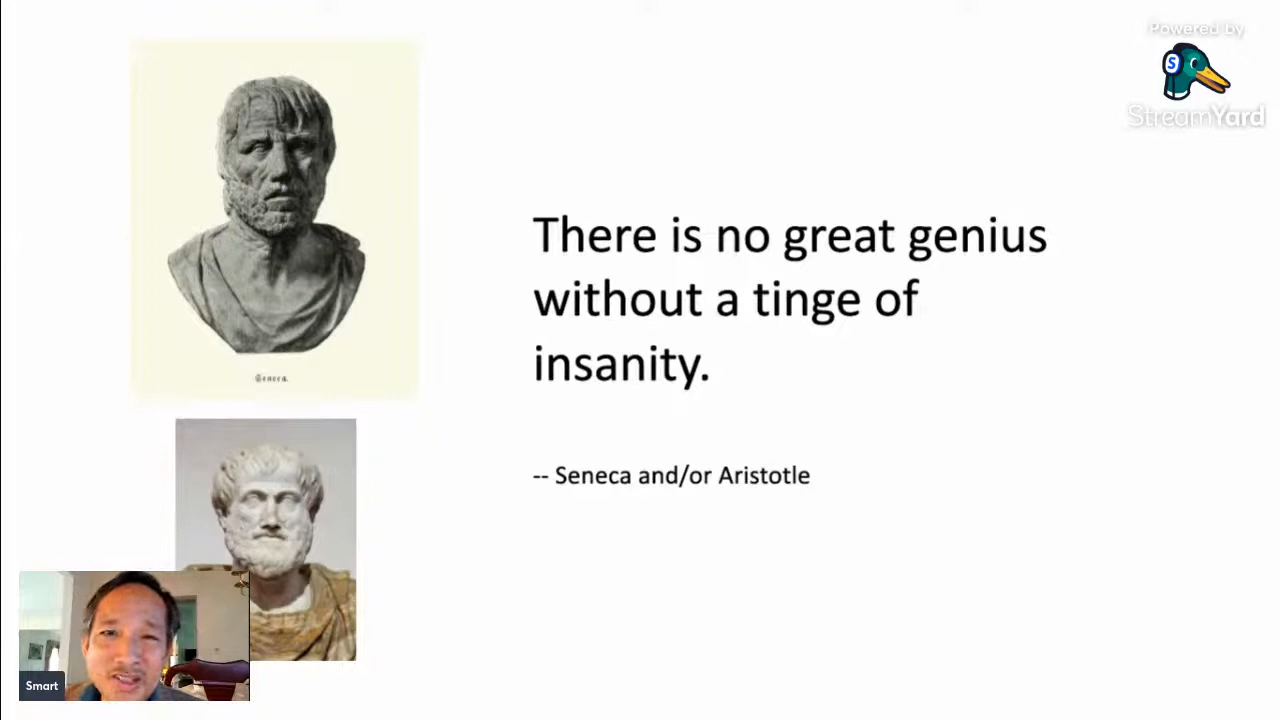 Powered by
S
StreamYard
Seneca.
There is no great genius
without a tinge of
insanity.
-- Seneca and/or Aristotle
Smart